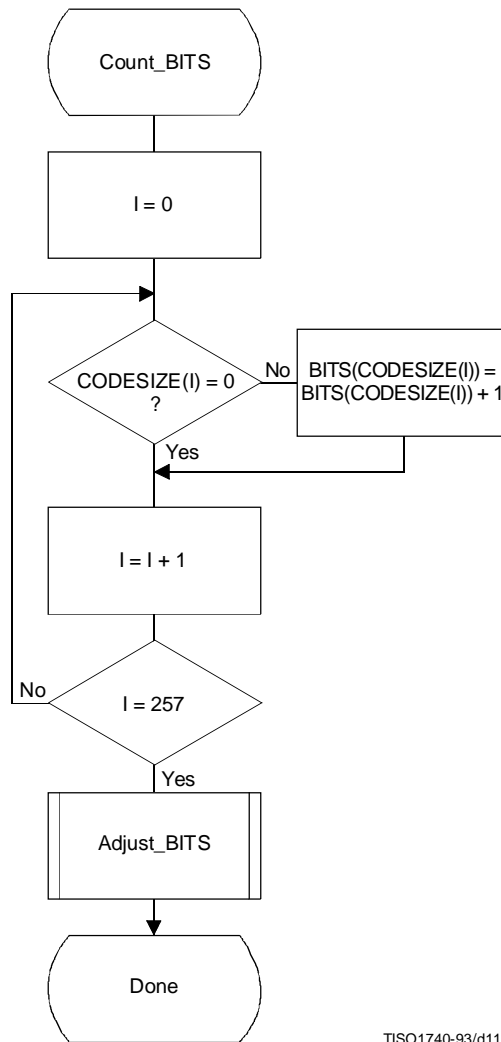 Count_BITS
I = 0
CODESIZE(I) = 0
?
No
BITS(CODESIZE(I)) =
BITS(CODESIZE(I)) + 1
Yes
I = I + 1
I = 257
No
Yes
Adjust_BITS
Done
TISO1740-93/d11